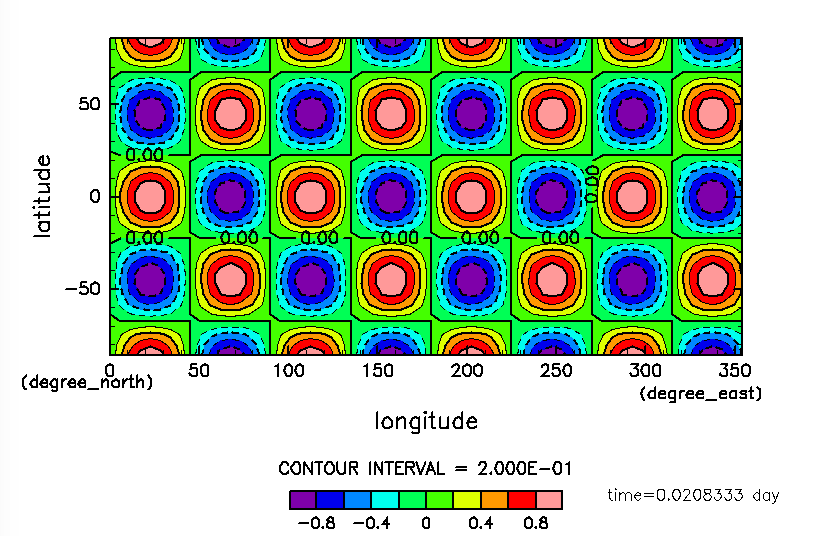 50
0
−50
latitude
0.00
0.00
0.00 0.00 0.00 0.00 0.00 0.00
0 50 100 150 200 250 300 350
(degree_north)
(degree_east)
longitude
CONTOUR INTERVAL = 2.000E−01
−0.8 −0.4 0 0.4 0.8
time=0.0208333 day